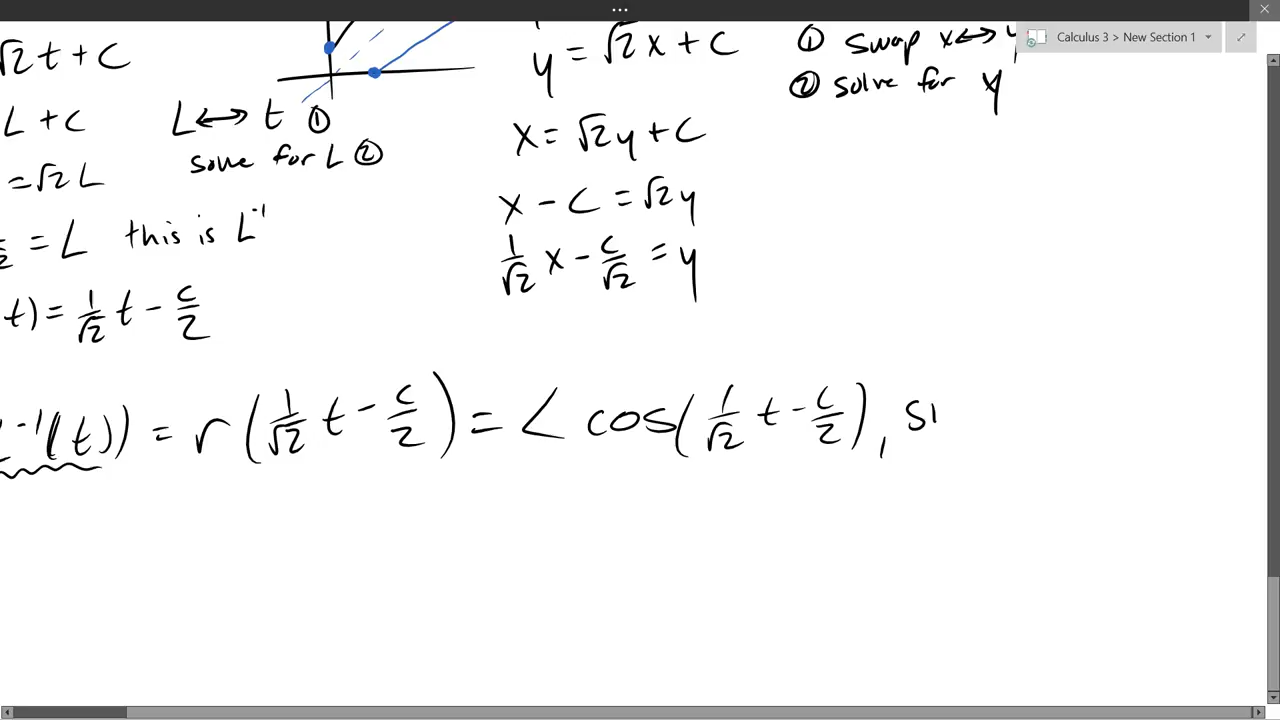 ...
Calculus 3 > New Section 1
√2 t + C
y = √2 x + C
① swap x ↔ y
② solve for y
L + C
L ↔ t ①
solve for L ②
= √2 L
x = √2 y + C
x - C = √2 y
= L this is L⁻¹
1/√2 x - C/√2 = y
t) = 1/√2 t - C/2
⁻¹(t)) = r(1/√2 t - C/2) = < cos(1/√2 t - C/2), si